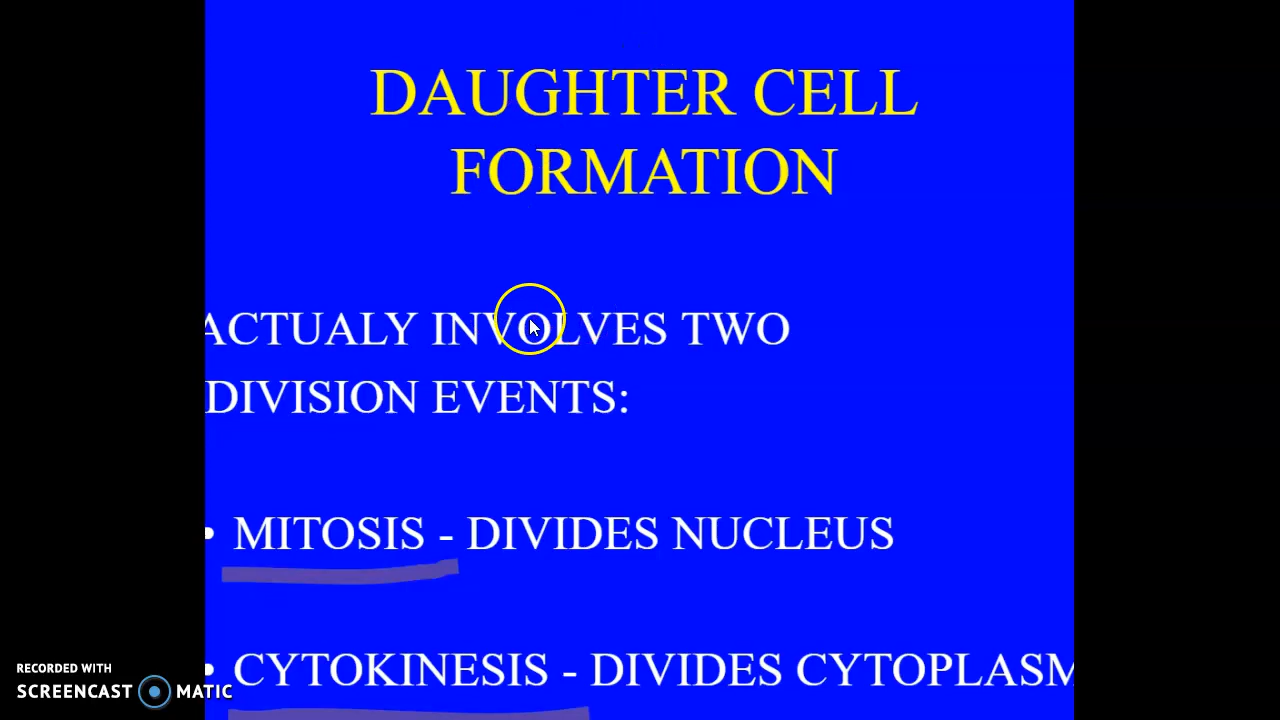 DAUGHTER CELL
FORMATION
ACTUALY INVOLVES TWO
DIVISION EVENTS:
• MITOSIS - DIVIDES NUCLEUS
• CYTOKINESIS - DIVIDES CYTOPLASM
RECORDED WITH
SCREENCAST MATIC